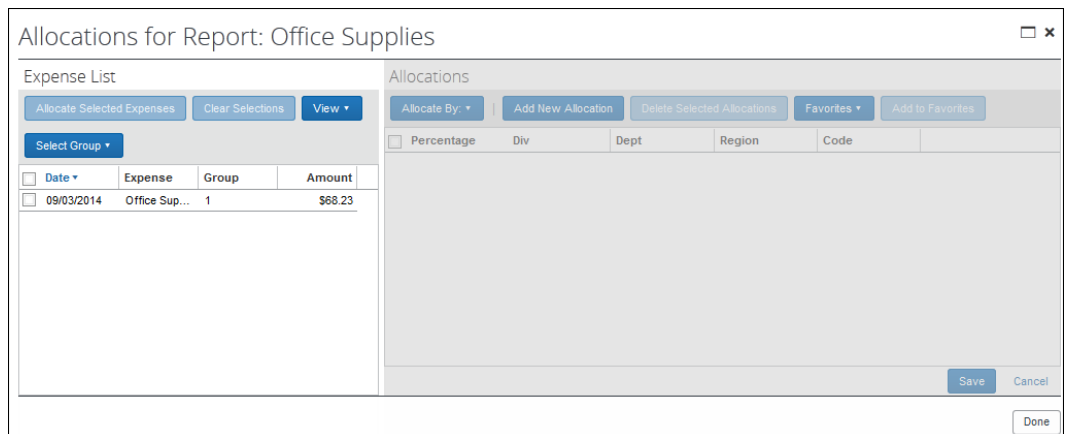 Allocations for Report: Office Supplies
Expense List
Allocate Selected Expenses Clear Selections View
Select Group
Date Expense Group Amount
09/03/2014 Office Sup... 1 $68.23
Allocations
Allocate By: | Add New Allocation Delete Selected Allocations Favorites Add to Favorites
Percentage Div Dept Region Code
Save Cancel
Done